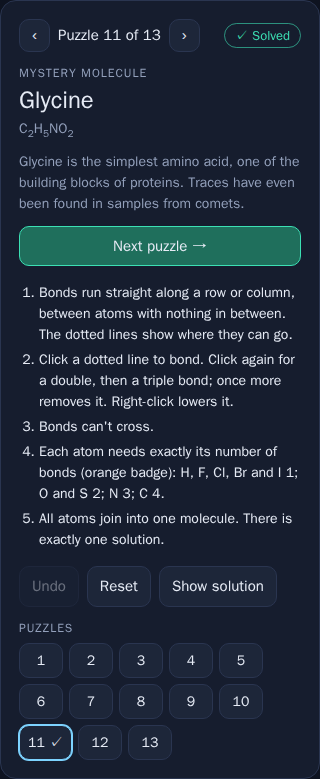 ‹ Puzzle 11 of 13 › ✓ Solved
MYSTERY MOLECULE
Glycine
C₂H₅NO₂
Glycine is the simplest amino acid, one of the
building blocks of proteins. Traces have even
been found in samples from comets.
Next puzzle →
1. Bonds run straight along a row or column,
between atoms with nothing in between.
The dotted lines show where they can go.
2. Click a dotted line to bond. Click again for
a double, then a triple bond; once more
removes it. Right-click lowers it.
3. Bonds can't cross.
4. Each atom needs exactly its number of
bonds (orange badge): H, F, Cl, Br and I 1;
O and S 2; N 3; C 4.
5. All atoms join into one molecule. There is
exactly one solution.
Undo Reset Show solution
PUZZLES
1 2 3 4 5
6 7 8 9 10
11 ✓ 12 13